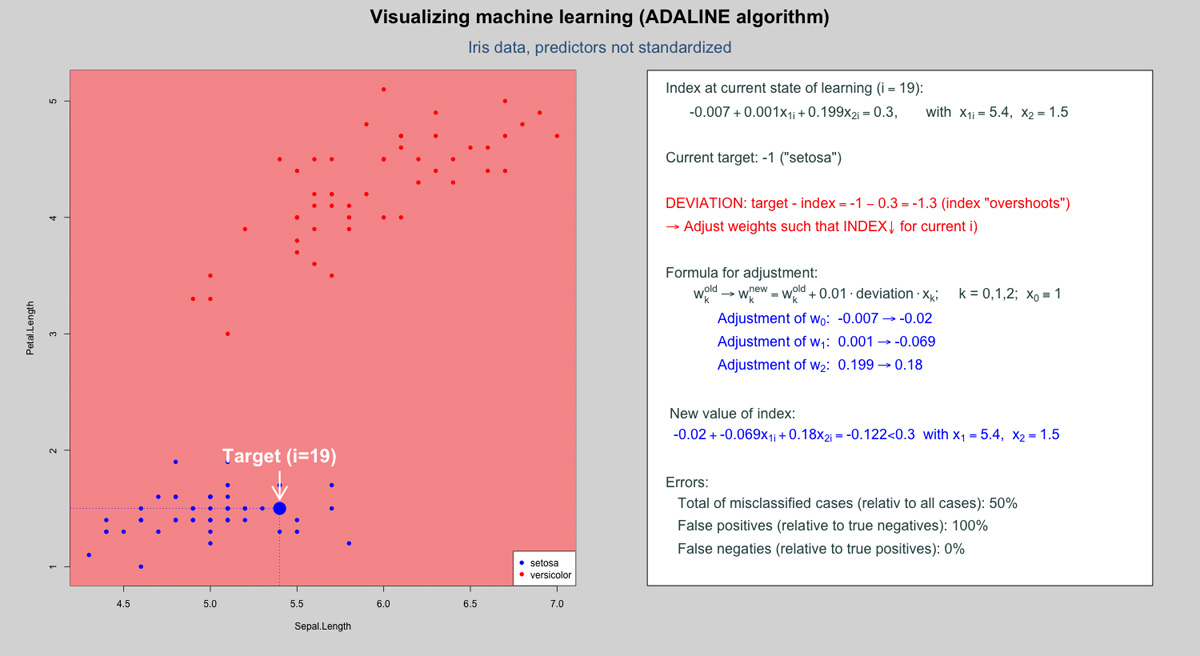 Visualizing machine learning (ADALINE algorithm)
Iris data, predictors not standardized
Petal.Length
5
4
3
2
1
Target (i=19)
setosa
versicolor
4.5 5.0 5.5 6.0 6.5 7.0
Sepal.Length
Index at current state of learning (i = 19):
-0.007 + 0.001x₁ᵢ + 0.199x₂ᵢ = 0.3, with x₁ᵢ = 5.4, x₂ = 1.5
Current target: -1 ("setosa")
DEVIATION: target - index = -1 − 0.3 = -1.3 (index "overshoots")
→ Adjust weights such that INDEX↓ for current i)
Formula for adjustment:
wₖ^old → wₖ^new = wₖ^old + 0.01 · deviation · xₖ; k = 0,1,2; x₀ ≡ 1
Adjustment of w₀: -0.007 → -0.02
Adjustment of w₁: 0.001 → -0.069
Adjustment of w₂: 0.199 → 0.18
New value of index:
-0.02 + -0.069x₁ᵢ + 0.18x₂ᵢ = -0.122<0.3 with x₁ = 5.4, x₂ = 1.5
Errors:
Total of misclassified cases (relativ to all cases): 50%
False positives (relative to true negatives): 100%
False negaties (relative to true positives): 0%